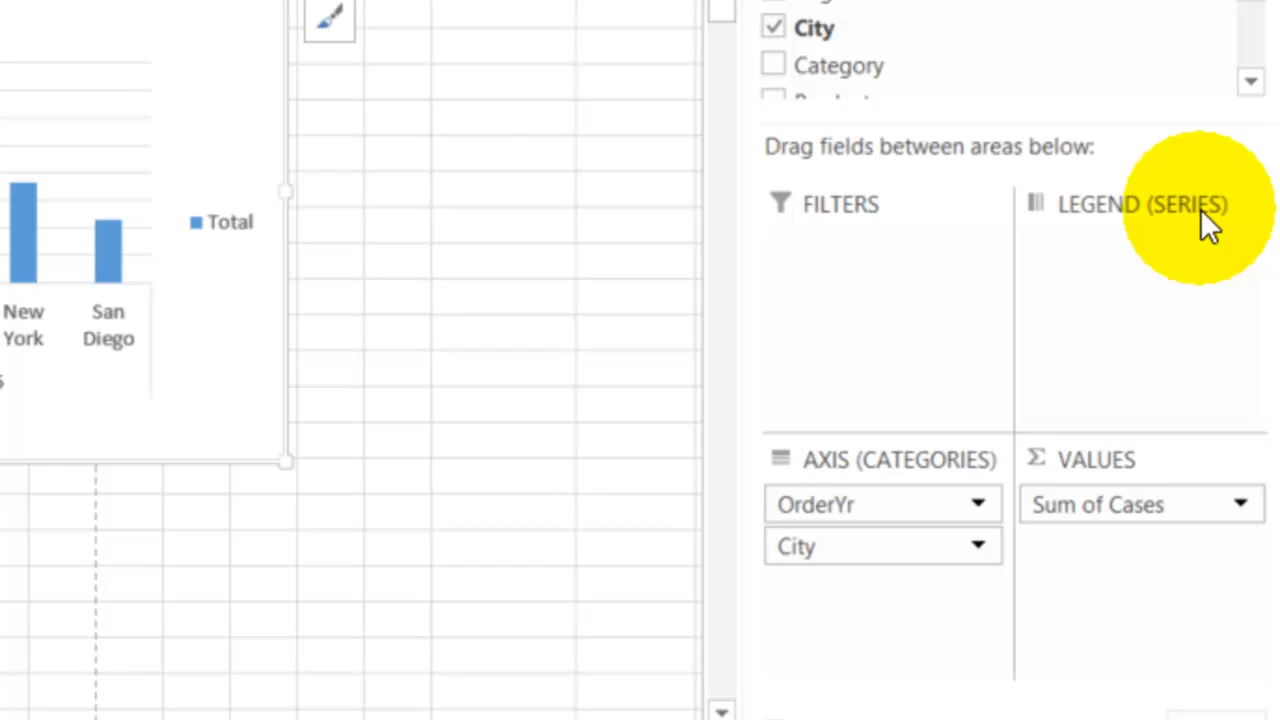 City
Category
Drag fields between areas below:
FILTERS
LEGEND (SERIES)
Total
New York
San Diego
AXIS (CATEGORIES)
VALUES
OrderYr
Sum of Cases
City